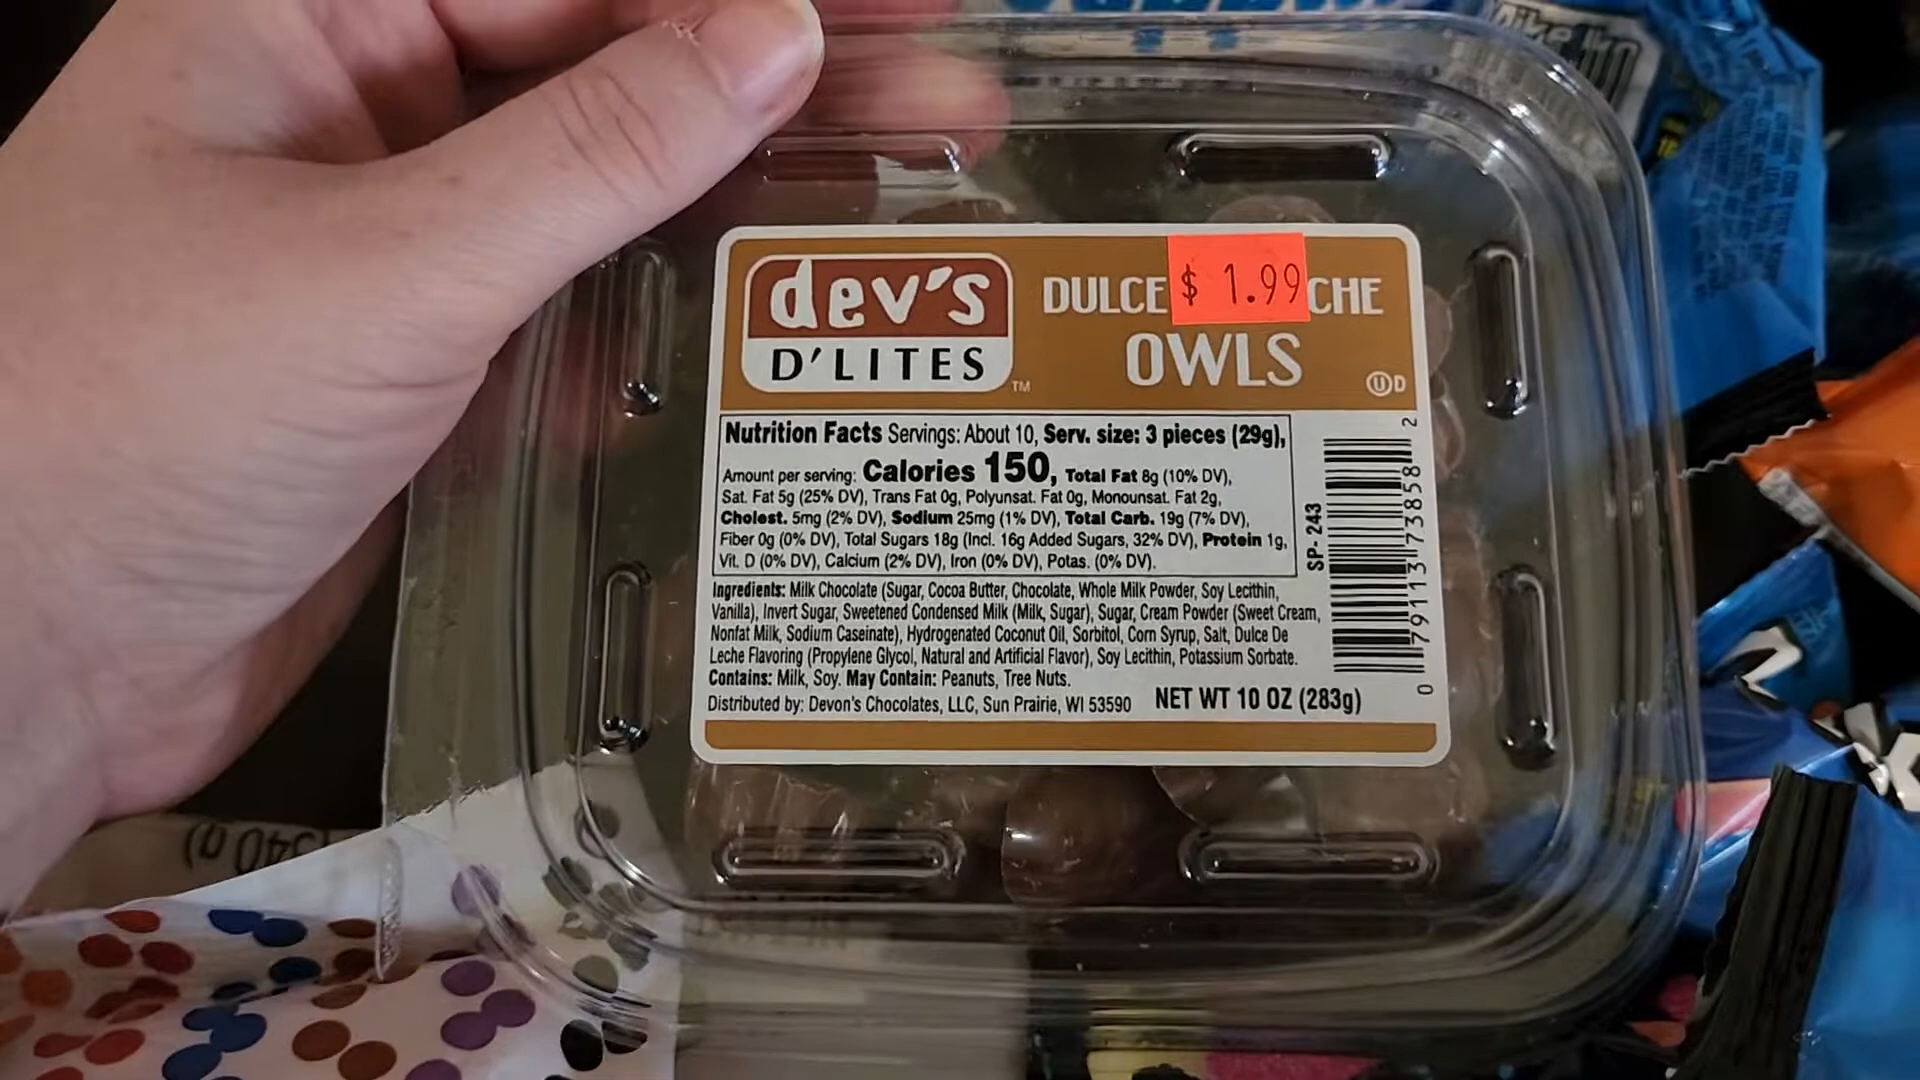 dev's
D'LITES
TM
DULCE
$ 1.99
CHE
OWLS
UD
Nutrition Facts Servings: About 10, Serv. size: 3 pieces (29g),
Amount per serving: Calories 150, Total Fat 8g (10% DV),
Sat. Fat 5g (25% DV), Trans Fat 0g, Polyunsat. Fat 0g, Monounsat. Fat 2g,
Cholest. 5mg (2% DV), Sodium 25mg (1% DV), Total Carb. 19g (7% DV),
Fiber 0g (0% DV), Total Sugars 18g (Incl. 16g Added Sugars, 32% DV), Protein 1g,
Vit. D (0% DV), Calcium (2% DV), Iron (0% DV), Potas. (0% DV).
Ingredients: Milk Chocolate (Sugar, Cocoa Butter, Chocolate, Whole Milk Powder, Soy Lecithin,
Vanilla), Invert Sugar, Sweetened Condensed Milk (Milk, Sugar), Sugar, Cream Powder (Sweet Cream,
Nonfat Milk, Sodium Caseinate), Hydrogenated Coconut Oil, Sorbitol, Corn Syrup, Salt, Dulce De
Leche Flavoring (Propylene Glycol, Natural and Artificial Flavor), Soy Lecithin, Potassium Sorbate.
Contains: Milk, Soy. May Contain: Peanuts, Tree Nuts.
Distributed by: Devon's Chocolates, LLC, Sun Prairie, WI 53590
NET WT 10 OZ (283g)
SP- 243
0 79113 73858 2
340 g)